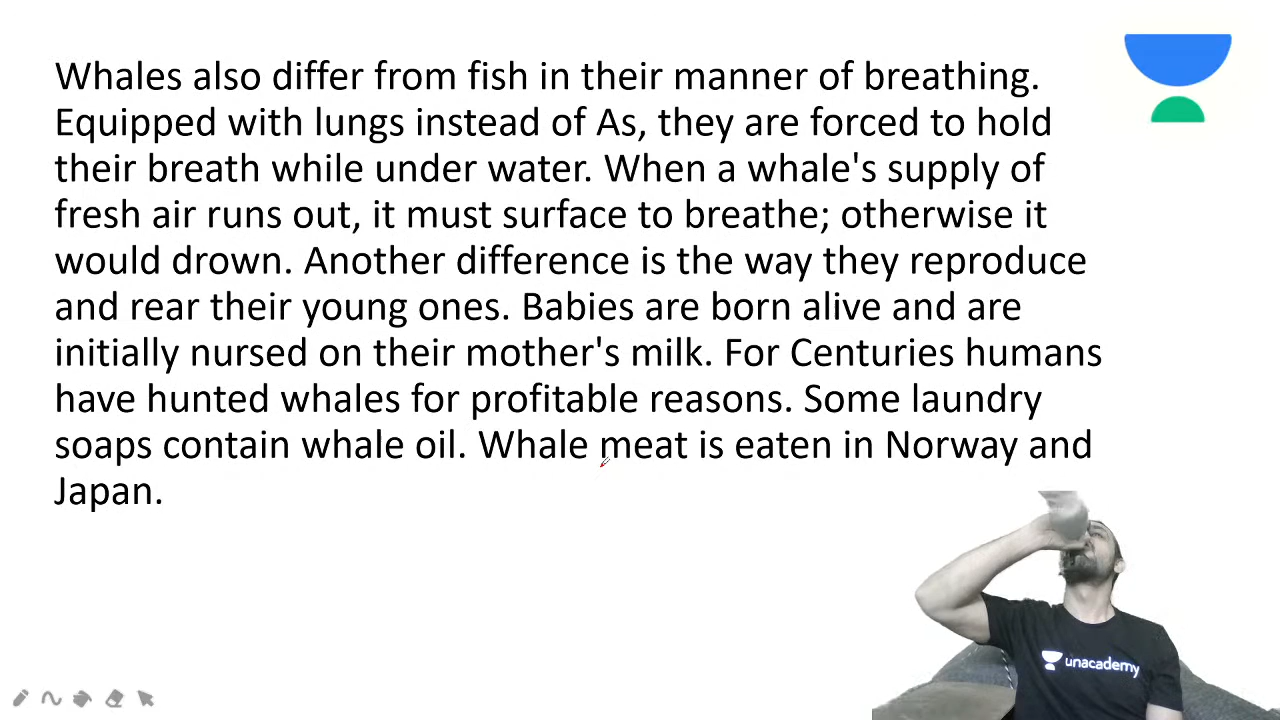 Whales also differ from fish in their manner of breathing.
Equipped with lungs instead of As, they are forced to hold
their breath while under water. When a whale's supply of
fresh air runs out, it must surface to breathe; otherwise it
would drown. Another difference is the way they reproduce
and rear their young ones. Babies are born alive and are
initially nursed on their mother's milk. For Centuries humans
have hunted whales for profitable reasons. Some laundry
soaps contain whale oil. Whale meat is eaten in Norway and
Japan.
unacademy